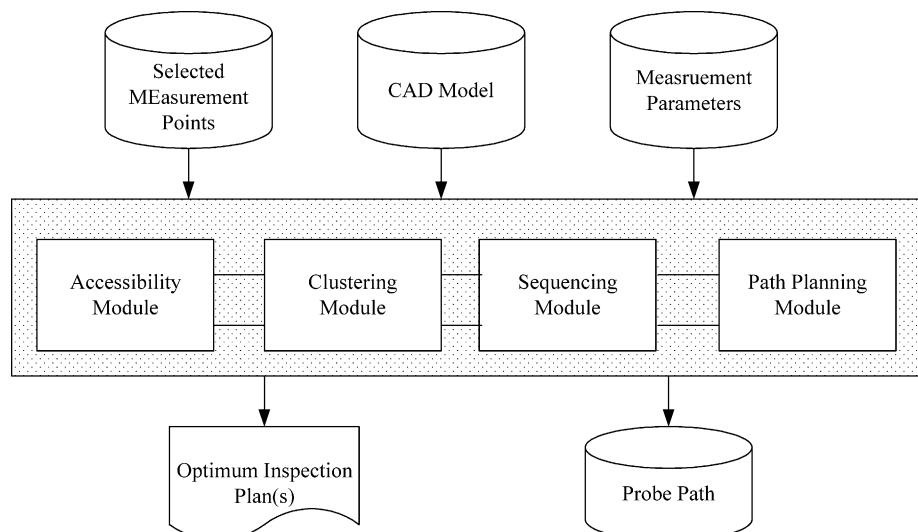 Selected
MEasurement
Points
CAD Model
Measruement
Parameters
Accessibility
Module
Clustering
Module
Sequencing
Module
Path Planning
Module
Optimum Inspection
Plan(s)
Probe Path